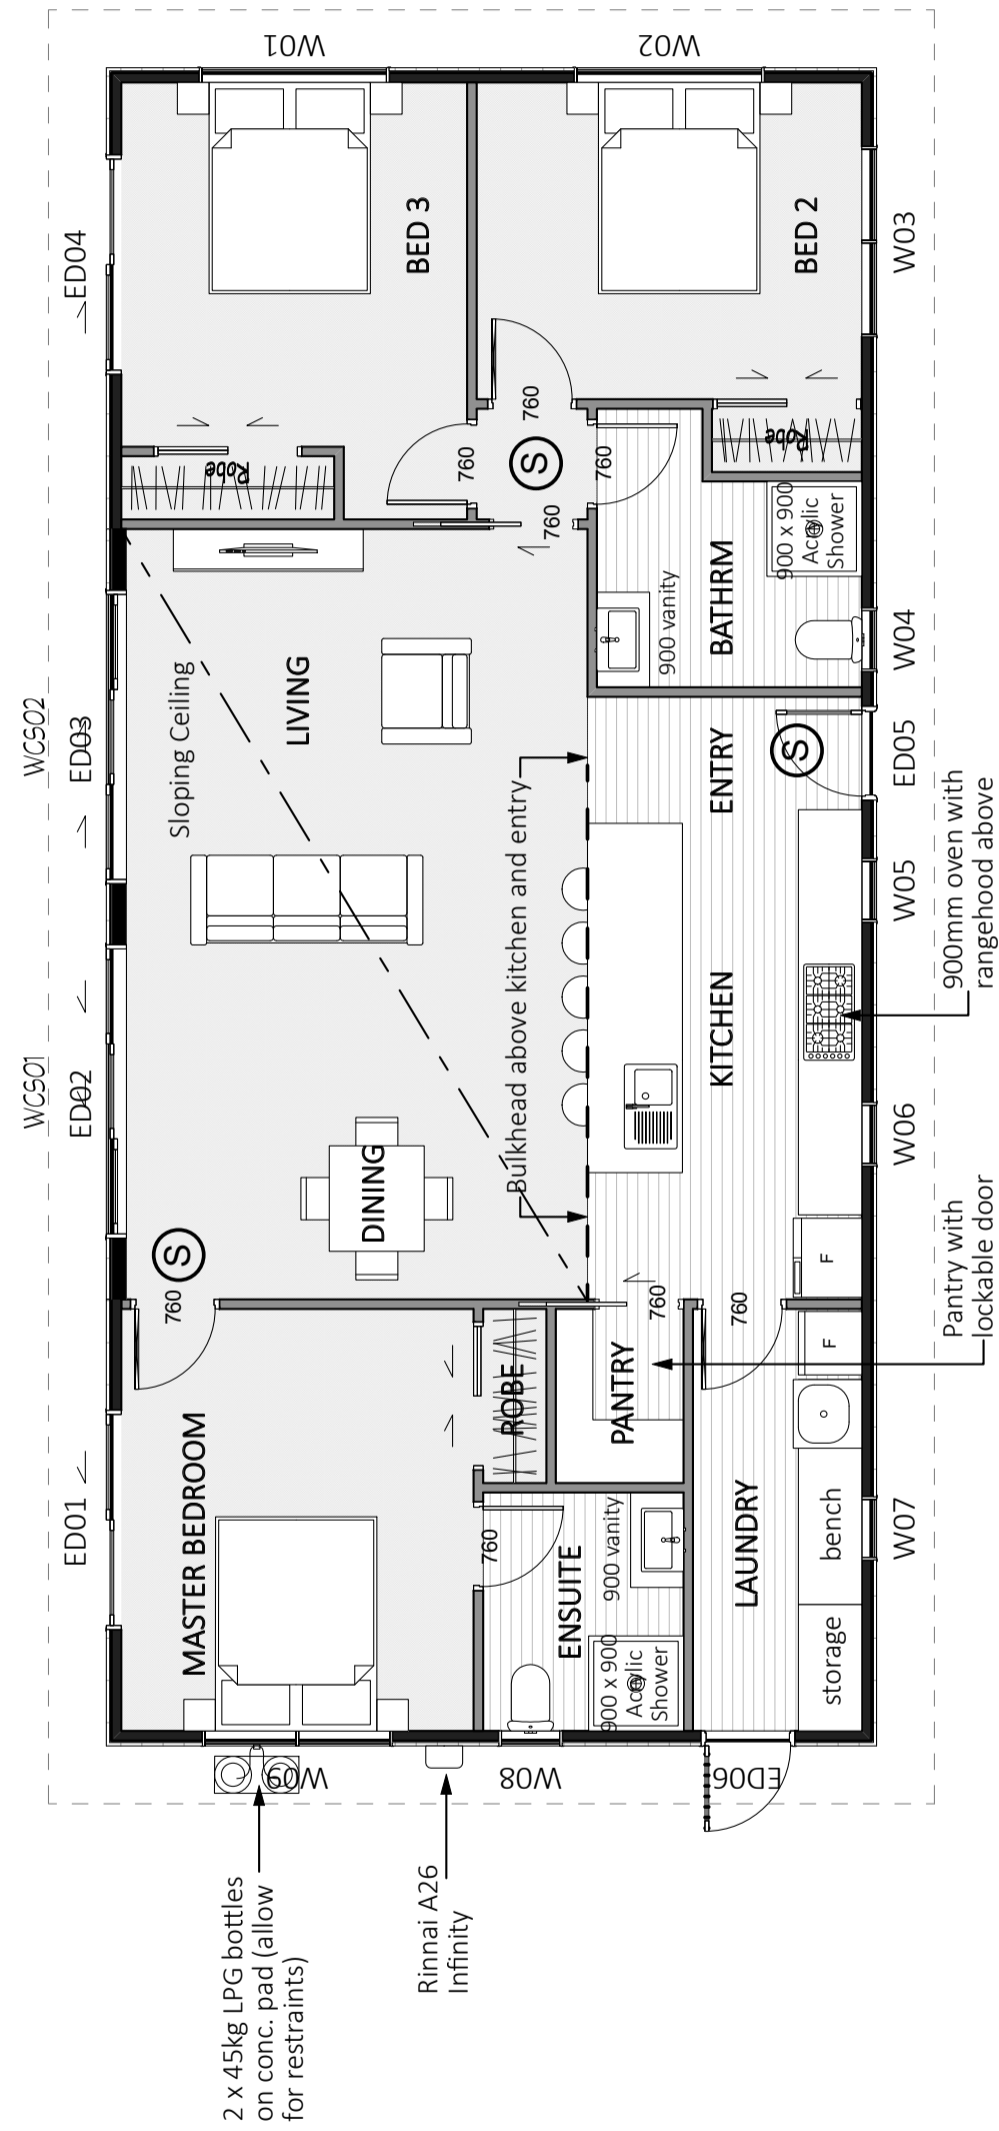 WCS01
WCS02
ED01
ED02
ED03
ED04
2 x 45kg LPG bottles
on conc. pad (allow
for restraints)
W09
MASTER BEDROOM
760
S
Sloping Ceiling
LIVING
DINING
Robe
BED 3
W01
Rinnai A26
Infinity
W08
760
ROBE
Bulkhead above kitchen and entry
760
S
760
760
760
ENSUITE
900 vanity
900 x 900
Acrylic
Shower
PANTRY
760
KITCHEN
ENTRY
900 vanity
BATHRM
900 x 900
Acrylic
Shower
Robe
BED 2
W02
ED06
LAUNDRY
760
storage
bench
F
F
S
W07
W06
W05
ED05
W04
W03
Pantry with
lockable door
900mm oven with
rangehood above